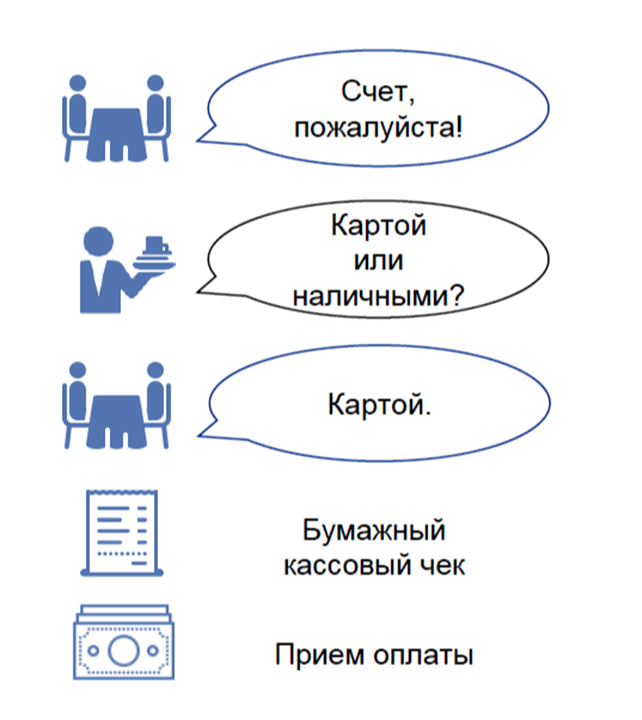 Счет,
пожалуйста!
Картой
или
наличными?
Картой.
Бумажный
кассовый чек
Прием оплаты